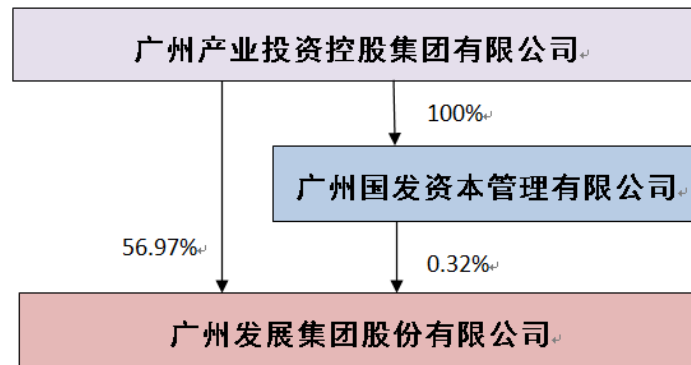 广州产业投资控股集团有限公司
100%
广州国发资本管理有限公司
56.97%
0.32%
广州发展集团股份有限公司